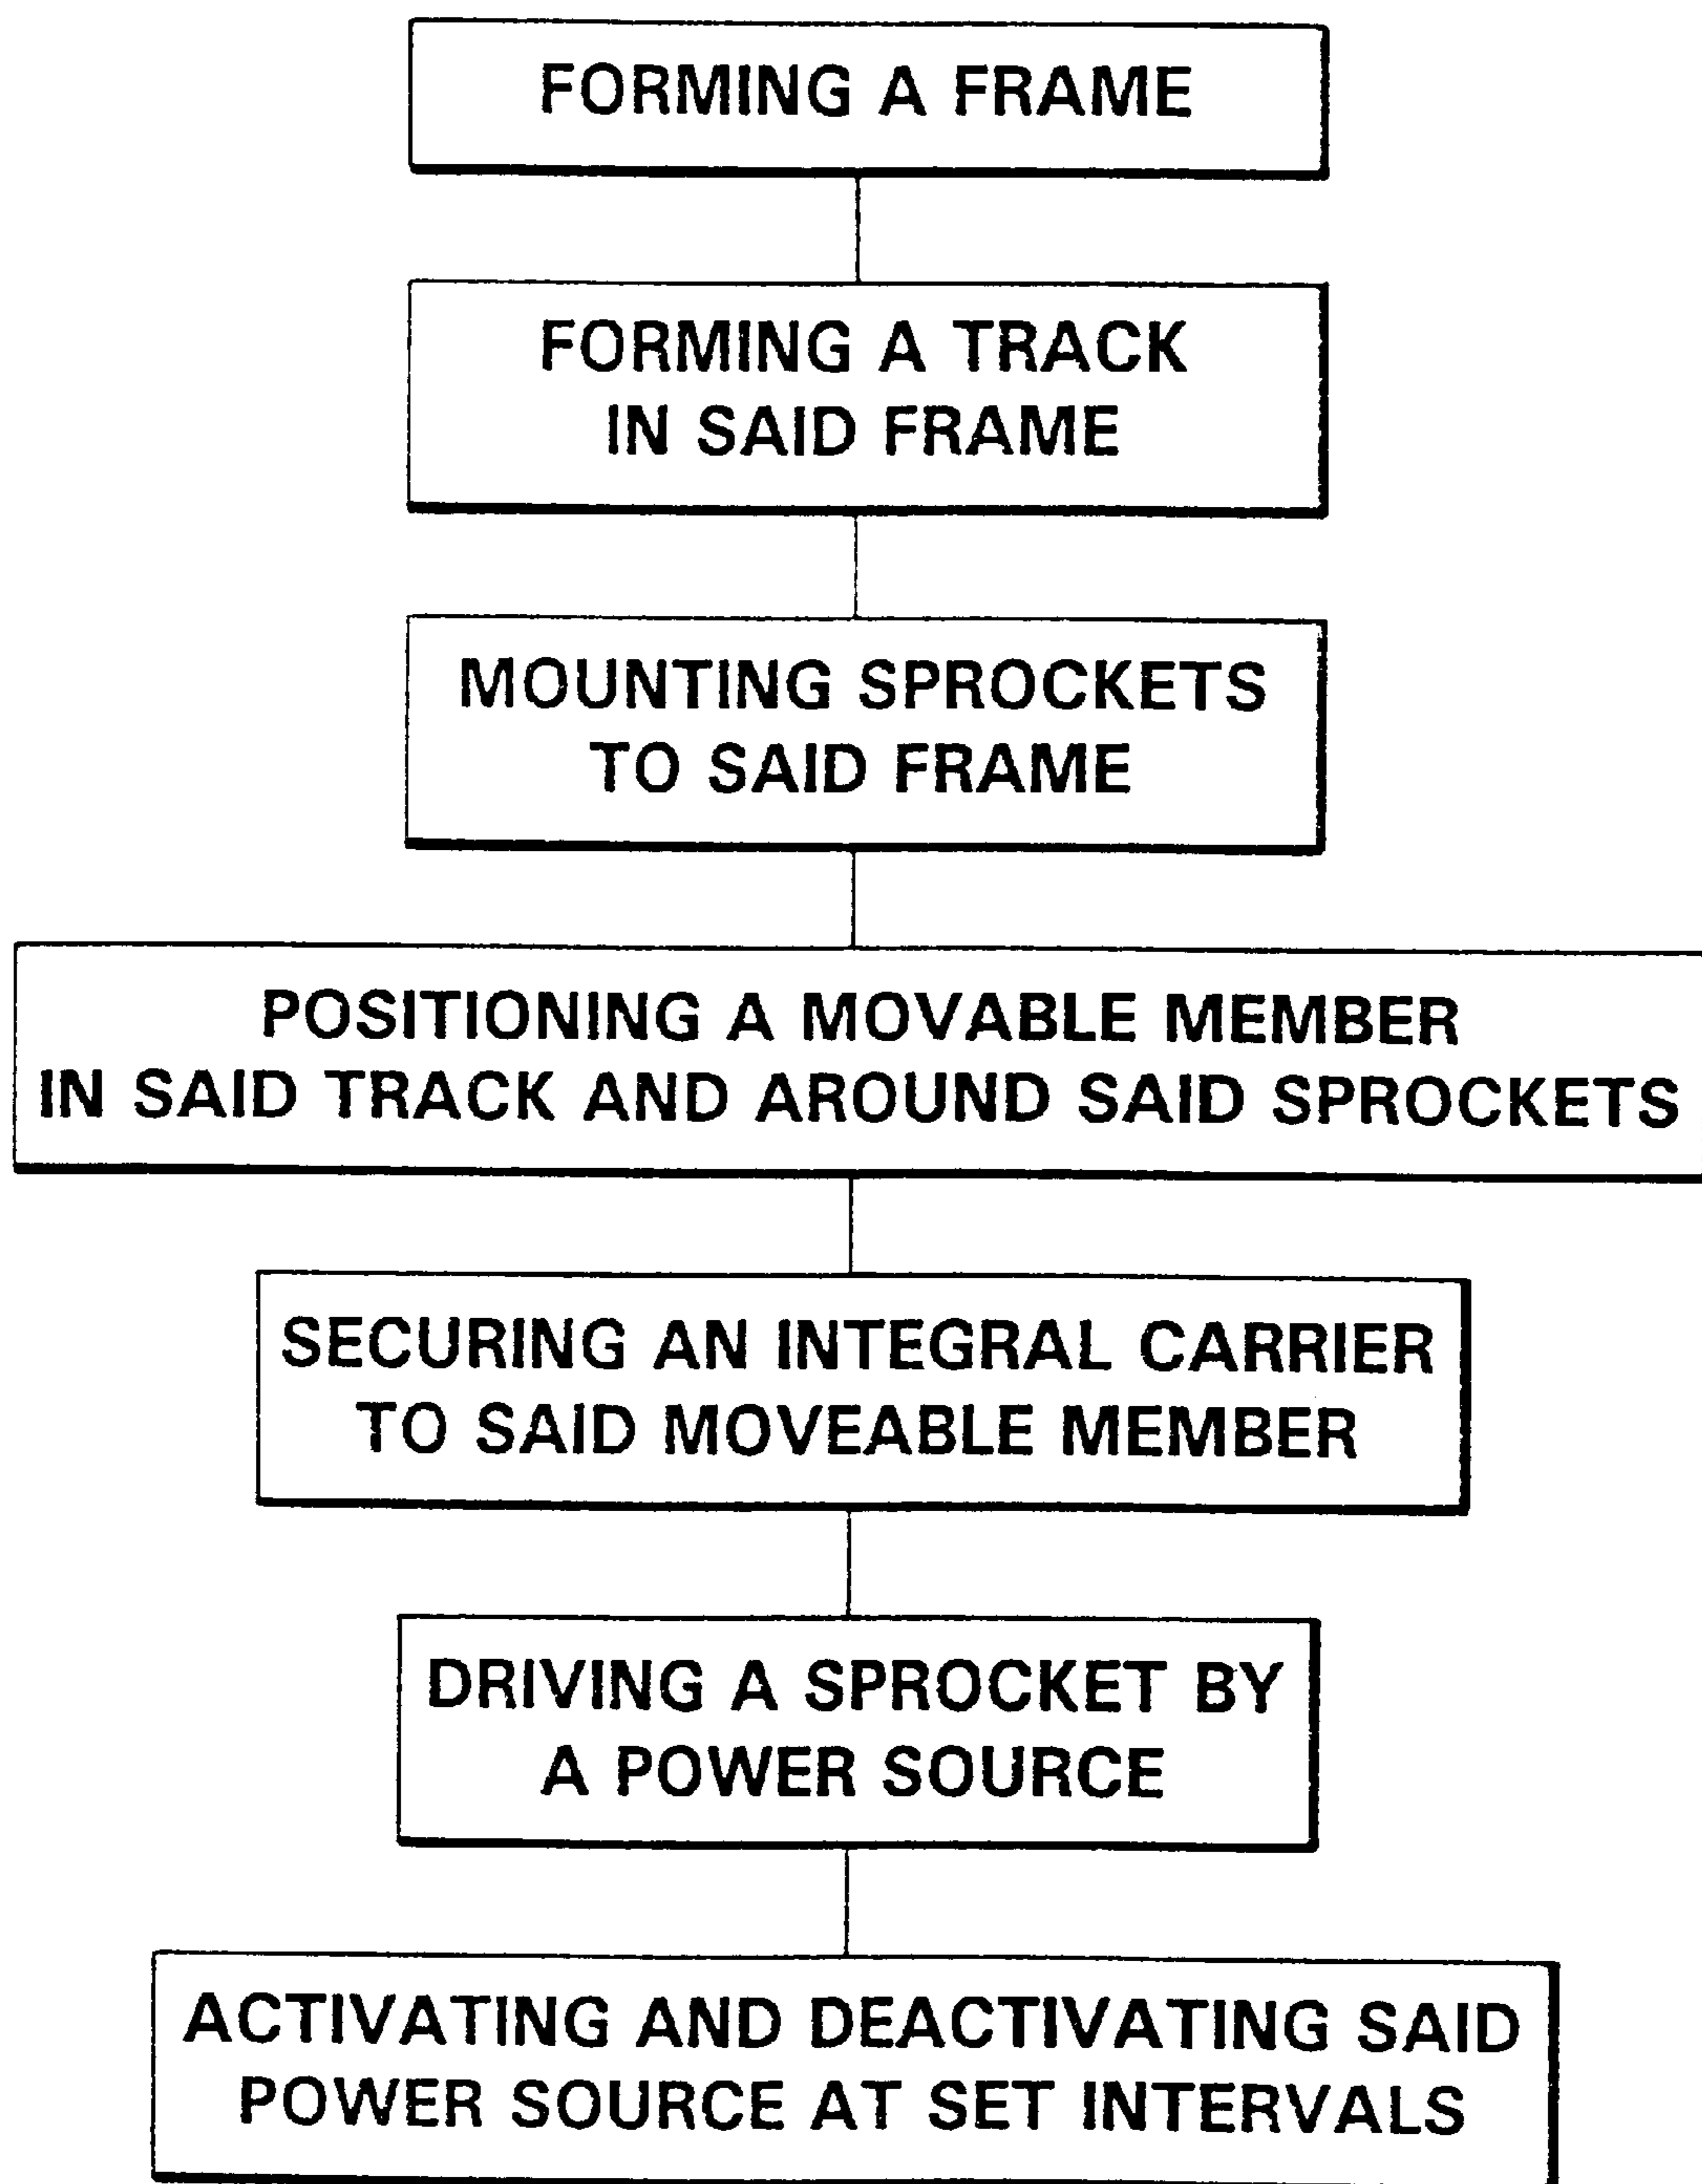 FORMING A FRAME
FORMING A TRACK
IN SAID FRAME
MOUNTING SPROCKETS
TO SAID FRAME
POSITIONING A MOVABLE MEMBER
IN SAID TRACK AND AROUND SAID SPROCKETS
SECURING AN INTEGRAL CARRIER
TO SAID MOVEABLE MEMBER
DRIVING A SPROCKET BY
A POWER SOURCE
ACTIVATING AND DEACTIVATING SAID
POWER SOURCE AT SET INTERVALS